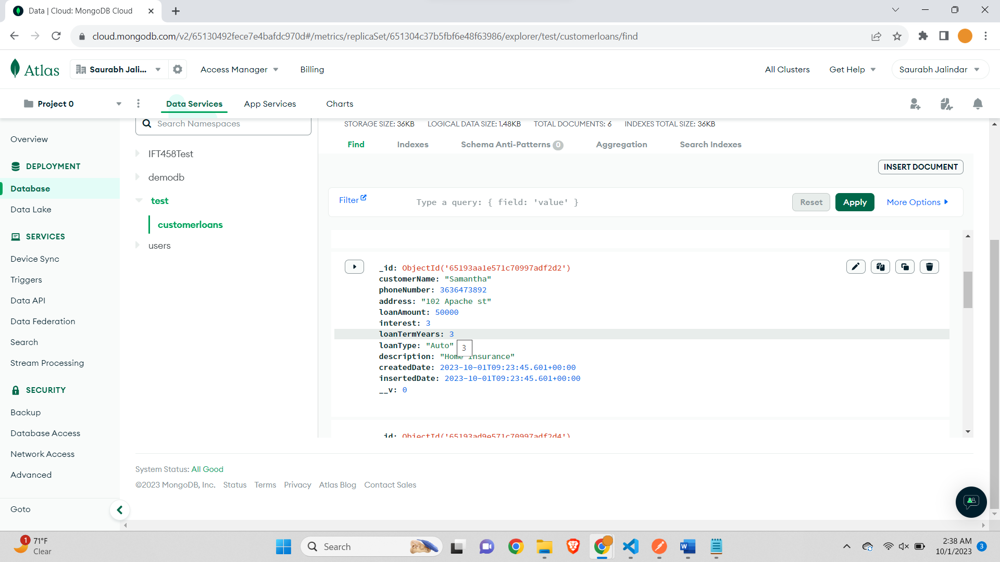 Data | Cloud: MongoDB Cloud
cloud.mongodb.com/v2/65130492fece7e4bafdc970d#/metrics/replicaSet/651304c37b5fbf6e48f63986/explorer/test/customerloans/find
Atlas
Saurabh Jali...
Access Manager
Billing
All Clusters
Get Help
Saurabh Jalindar
Project 0
Data Services
App Services
Charts
Overview
DEPLOYMENT
Database
Data Lake
SERVICES
Device Sync
Triggers
Data API
Data Federation
Search
Stream Processing
SECURITY
Backup
Database Access
Network Access
Advanced
Goto
Search Namespaces
IFT458Test
demodb
test
customerloans
users
STORAGE SIZE: 36KB LOGICAL DATA SIZE: 1.48KB TOTAL DOCUMENTS: 6 INDEXES TOTAL SIZE: 36KB
Find Indexes Schema Anti-Patterns 0 Aggregation Search Indexes
INSERT DOCUMENT
Filter
Type a query: { field: 'value' }
Reset
Apply
More Options
_id: ObjectId('65193aa1e571c70997adf2d2')
customerName: "Samantha"
phoneNumber: 3636473892
address: "102 Apache st"
loanAmount: 50000
interest: 3
loanTermYears: 3
loanType: "Auto"
3
description: "Home Insurance"
createdDate: 2023-10-01T09:23:45.601+00:00
insertedDate: 2023-10-01T09:23:45.601+00:00
__v: 0
_id: ObjectId('65193ad9e571c70997adf2d4')
System Status: All Good
©2023 MongoDB, Inc. Status Terms Privacy Atlas Blog Contact Sales
1
71°F
Clear
Search
2:38 AM
10/1/2023
3